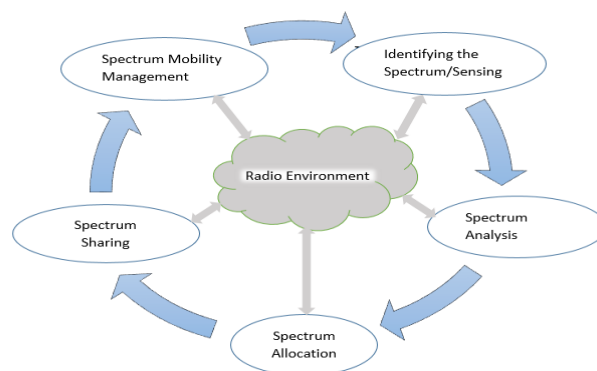 Spectrum Mobility
Management
Identifying the
Spectrum/Sensing
Radio Environment
Spectrum
Sharing
Spectrum
Analysis
Spectrum
Allocation